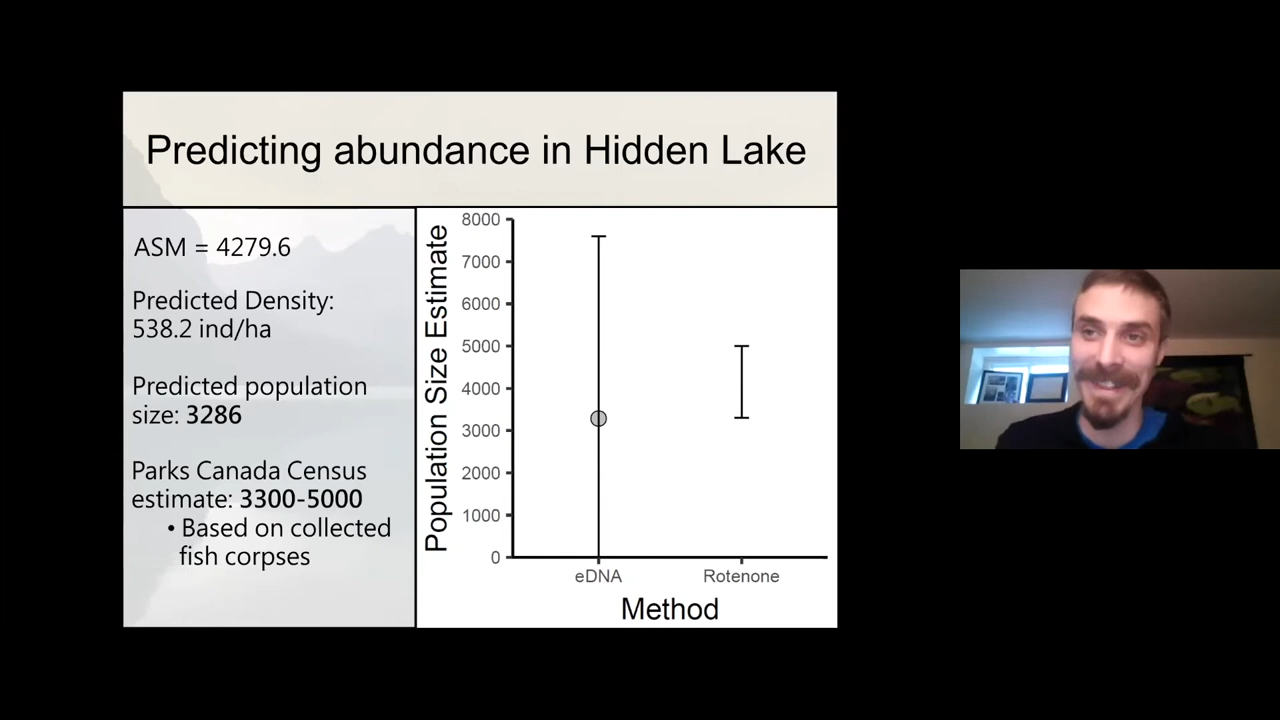 Predicting abundance in Hidden Lake
ASM = 4279.6
Predicted Density:
538.2 ind/ha
Predicted population
size: 3286
Parks Canada Census
estimate: 3300-5000
• Based on collected
fish corpses
Population Size Estimate
8000
7000
6000
5000
4000
3000
2000
1000
0
eDNA
Rotenone
Method